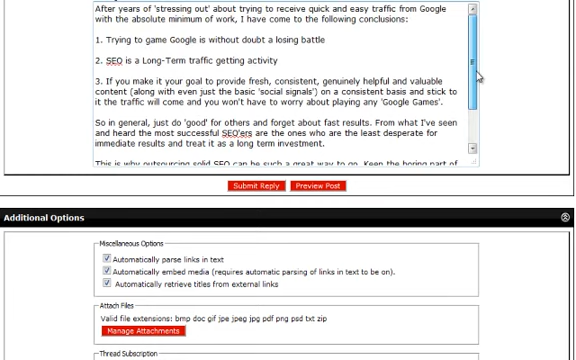 After years of 'stressing out' about trying to receive quick and easy traffic from Google
with the absolute minimum of work, I have come to the following conclusions:
1. Trying to game Google is without doubt a losing battle
2. SEO is a Long-Term traffic getting activity
3. If you make it your goal to provide fresh, consistent, genuinely helpful and valuable
content (along with even just the basic 'social signals') on a consistent basis and stick to
it the traffic will come and you won't have to worry about playing any 'Google Games'.
So in general, just do 'good' for others and forget about fast results. From what I've seen
and heard the most successful SEO'ers are the ones who are the least desperate for
immediate results and treat it as a long term investment.
This is why outsourcing solid SEO can be such a great way to go. Keep the boring part of
Submit Reply Preview Post
Additional Options
Miscellaneous Options
Automatically parse links in text
Automatically embed media (requires automatic parsing of links in text to be on).
Automatically retrieve titles from external links
Attach Files
Valid file extensions: bmp doc gif jpe jpeg jpg pdf png psd txt zip
Manage Attachments
Thread Subscription